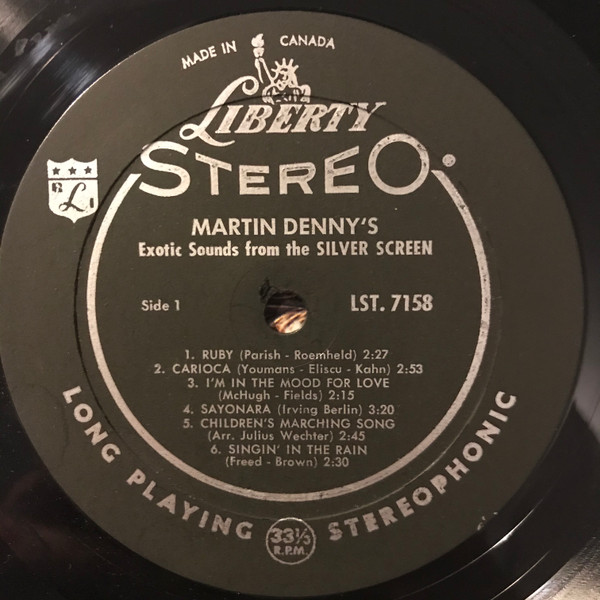 MADE IN CANADA
LIBERTY
STEREO®
MARTIN DENNY'S
Exotic Sounds from the SILVER SCREEN
Side 1
LST. 7158
1. RUBY (Parish - Roemheld) 2:27
2. CARIOCA (Youmans - Eliscu - Kahn) 2:53
3. I'M IN THE MOOD FOR LOVE
(McHugh - Fields) 2:15
4. SAYONARA (Irving Berlin) 3:20
5. CHILDREN'S MARCHING SONG
(Arr. Julius Wechter) 2:45
6. SINGIN' IN THE RAIN
(Freed - Brown) 2:30
LONG PLAYING STEREOPHONIC
33⅓
R.P.M.